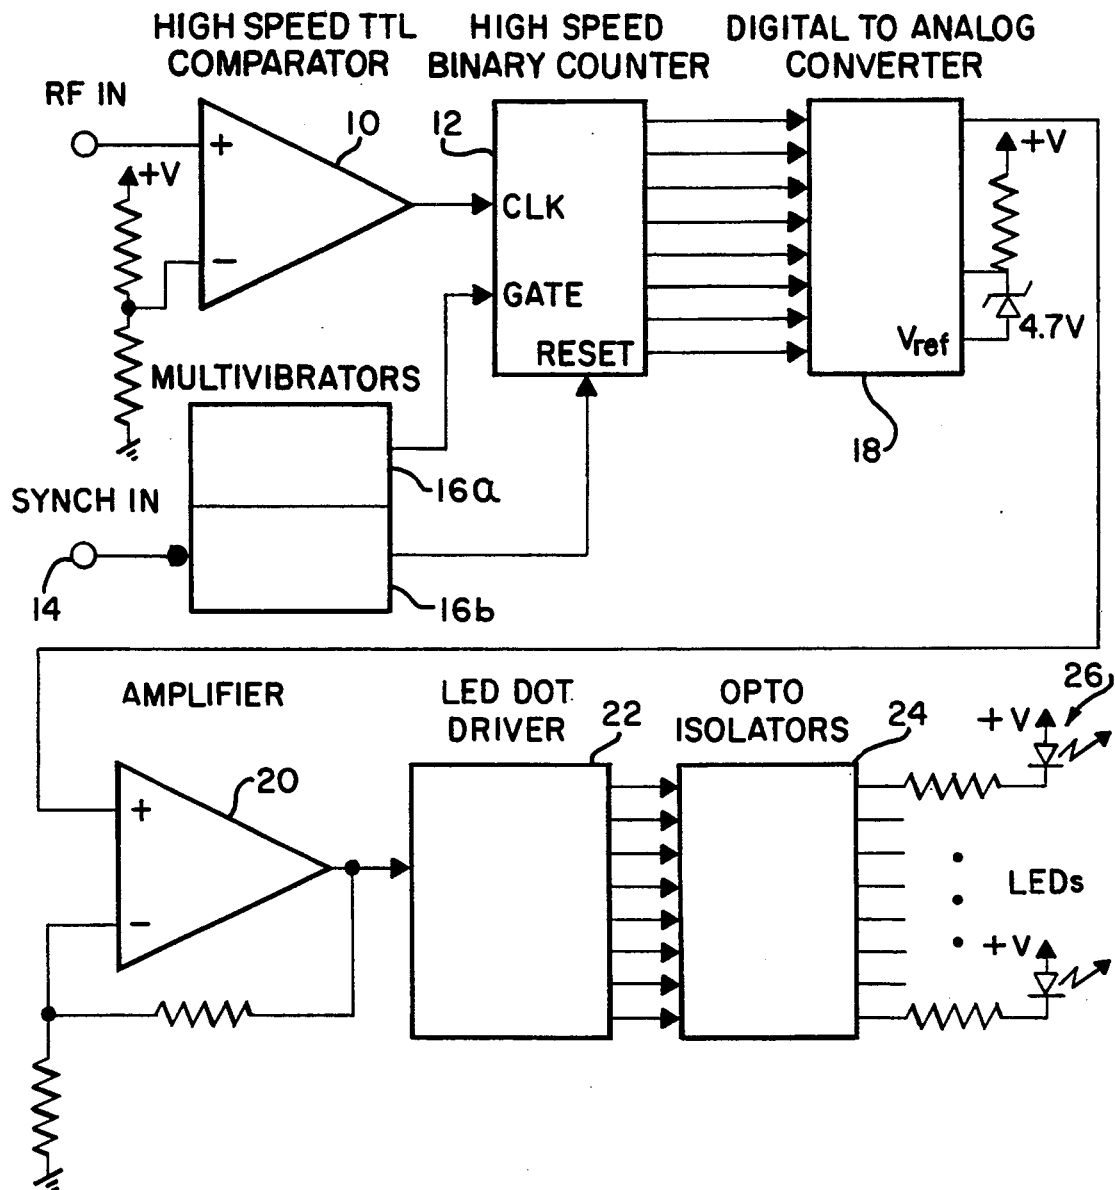 HIGH SPEED TTL
COMPARATOR
HIGH SPEED
BINARY COUNTER
DIGITAL TO ANALOG
CONVERTER
RF IN
10
12
+
+V
+V
CLK
−
GATE
4.7V
RESET
Vref
MULTIVIBRATORS
18
16a
SYNCH IN
14
16b
AMPLIFIER
LED DOT
DRIVER
22
OPTO
ISOLATORS
24
26
+V
20
+
LEDs
−
+V